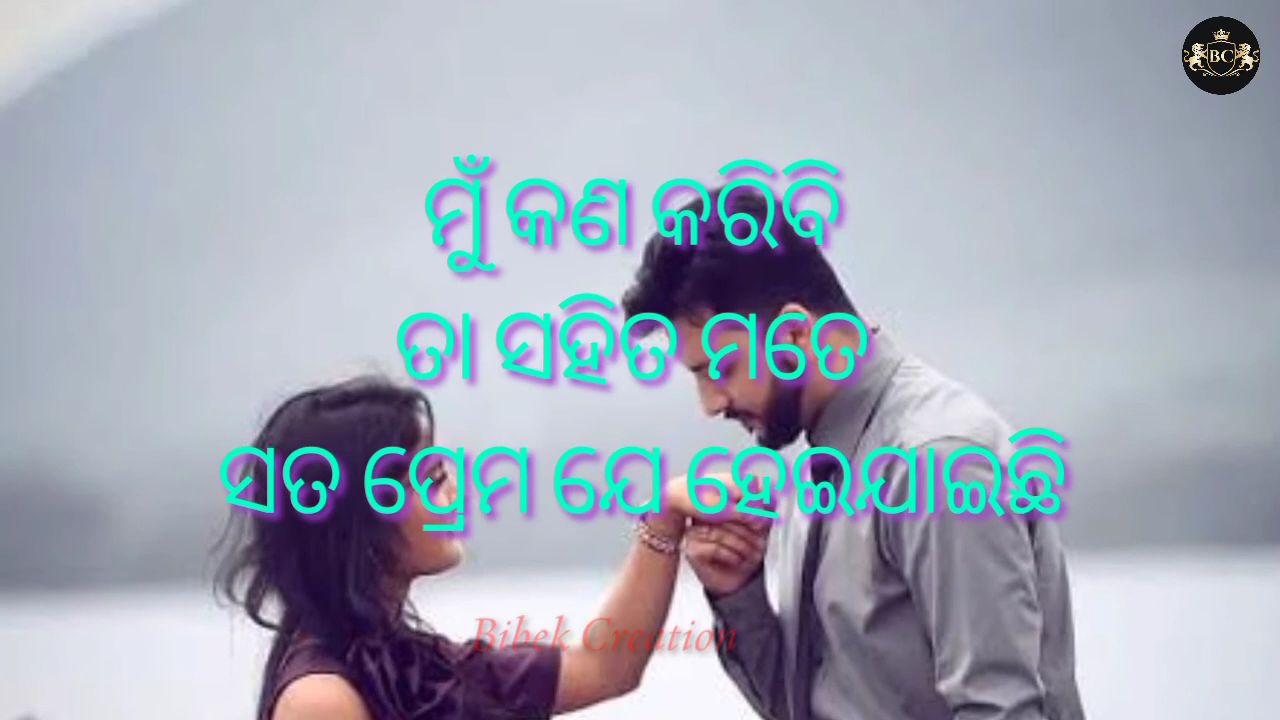 BC
ମୁଁ କଣ କରିବି
ତା ସହିତ ମତେ
ସତ ପ୍ରେମ ଯେ ହେଇଯାଇଛି
Bibek Creation